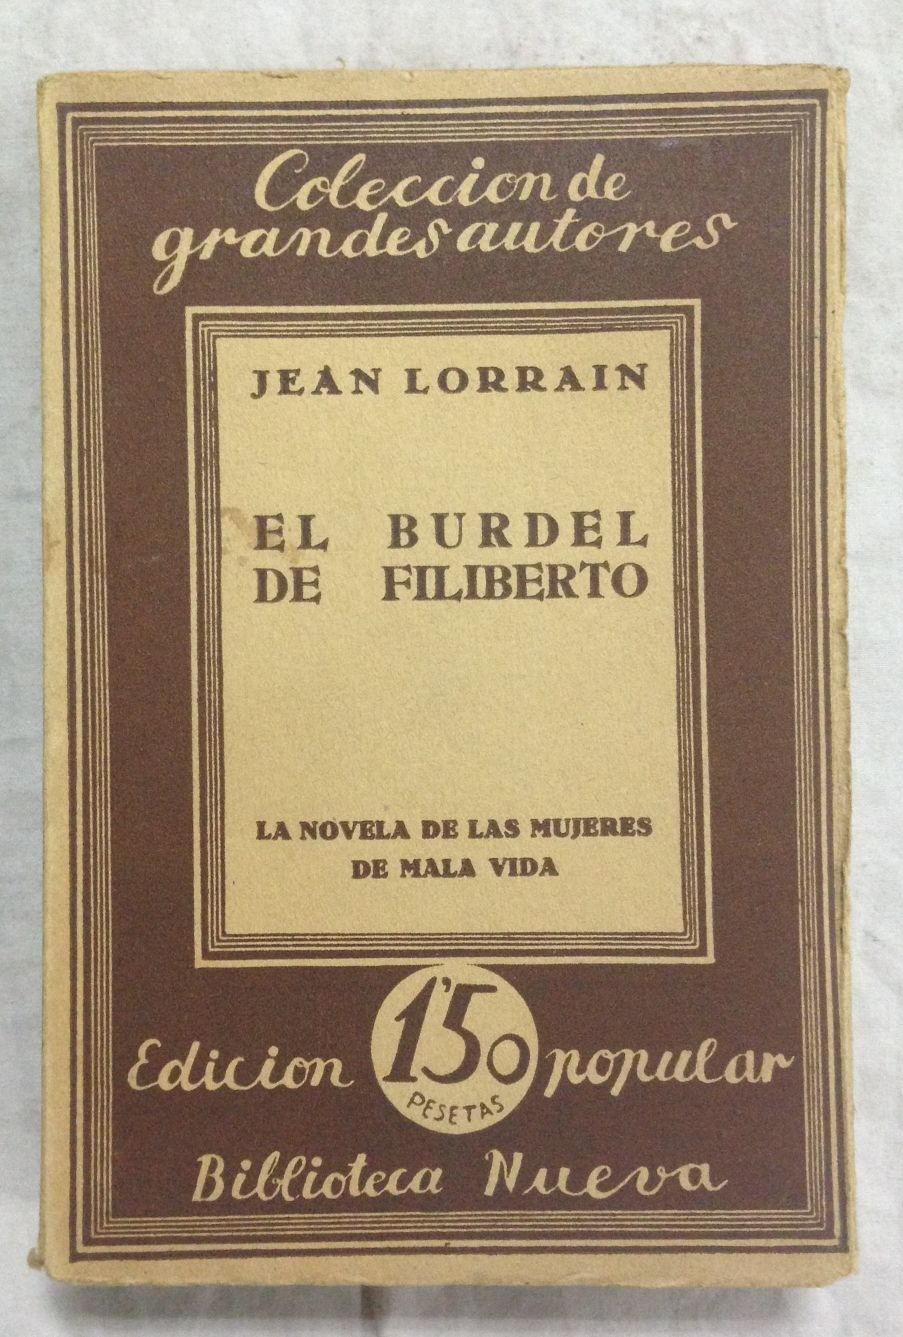 Coleccion de
grandes autores
JEAN LORRAIN
EL BURDEL
DE FILIBERTO
LA NOVELA DE LAS MUJERES
DE MALA VIDA
Edicion 1'50 popular
PESETAS
Biblioteca Nueva